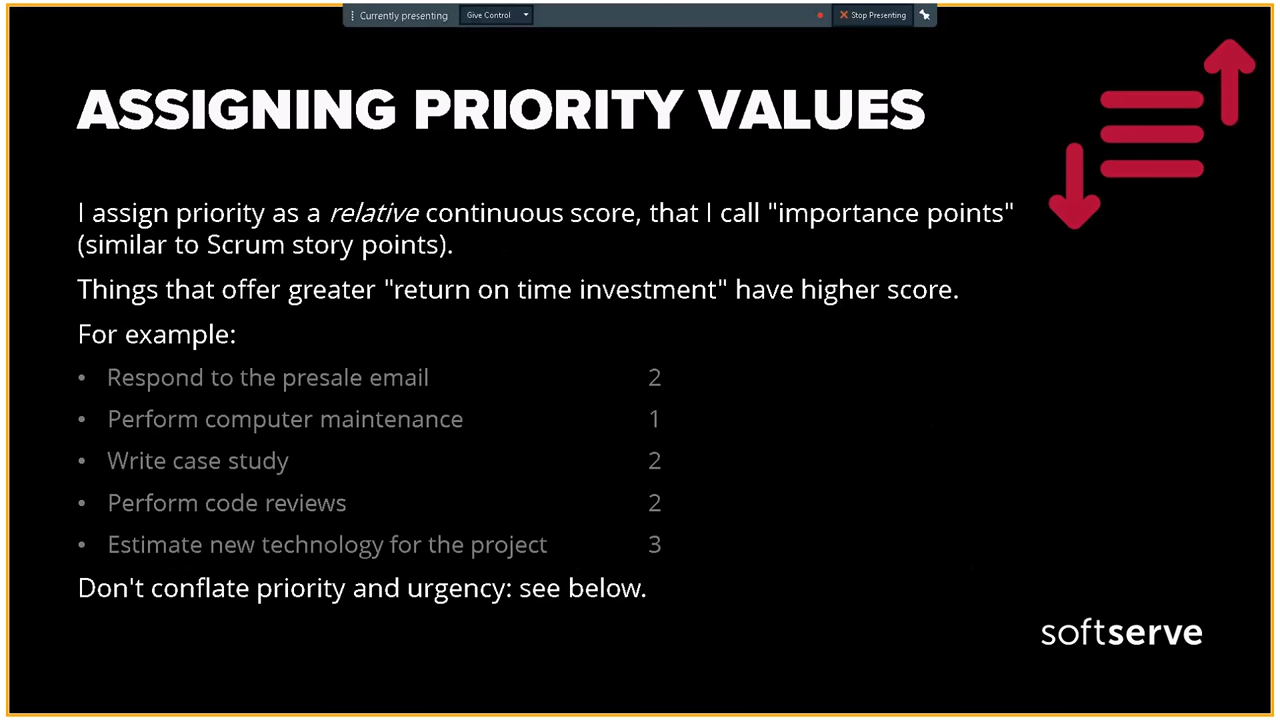 Currently presenting Give Control Stop Presenting
ASSIGNING PRIORITY VALUES
I assign priority as a relative continuous score, that I call "importance points"
(similar to Scrum story points).
Things that offer greater "return on time investment" have higher score.
For example:
• Respond to the presale email 2
• Perform computer maintenance 1
• Write case study 2
• Perform code reviews 2
• Estimate new technology for the project 3
Don't conflate priority and urgency: see below.
softserve